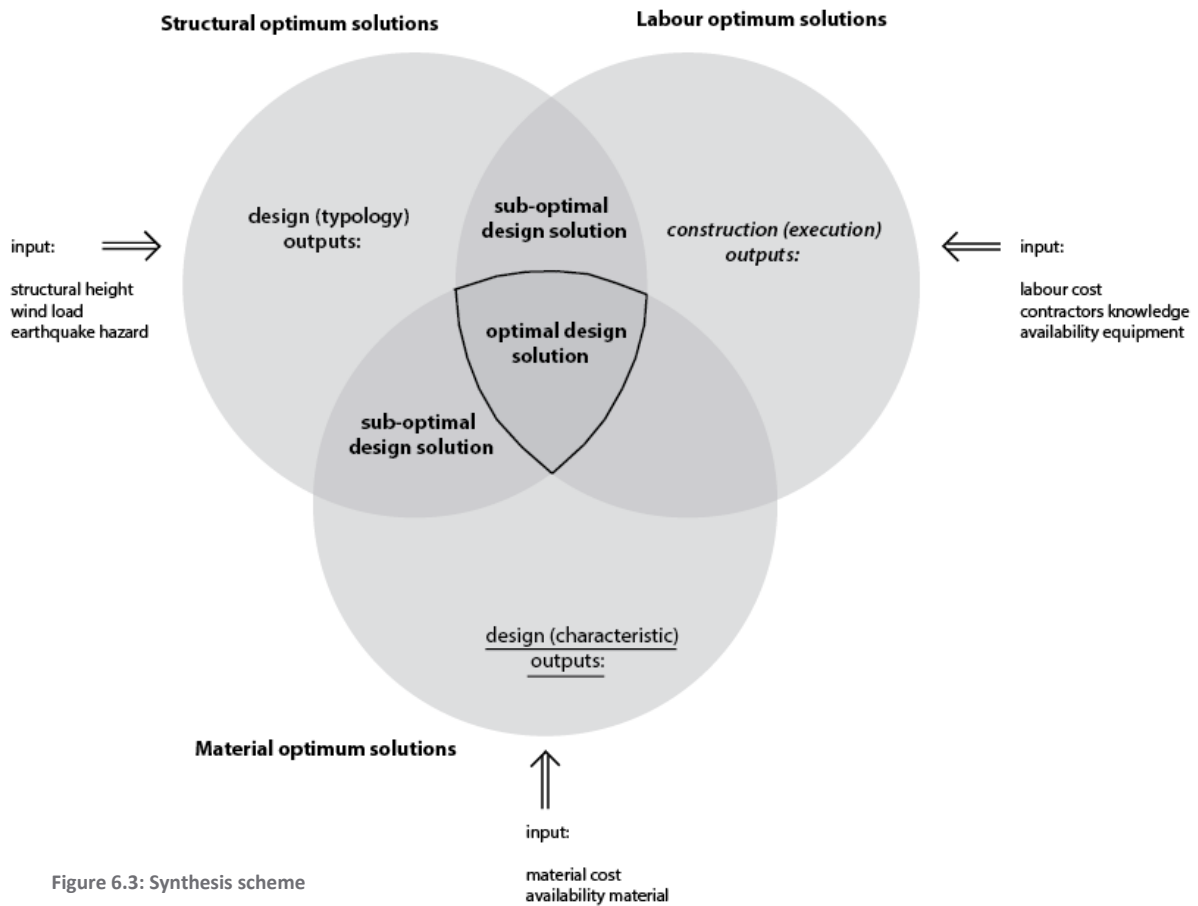 Structural optimum solutions
Labour optimum solutions
design (typology)
outputs:
sub-optimal
design solution
construction (execution)
outputs:
input:
structural height
wind load
earthquake hazard
input:
labour cost
contractors knowledge
availability equipment
optimal design
solution
sub-optimal
design solution
design (characteristic)
outputs:
Material optimum solutions
input:
material cost
availability material
Figure 6.3: Synthesis scheme